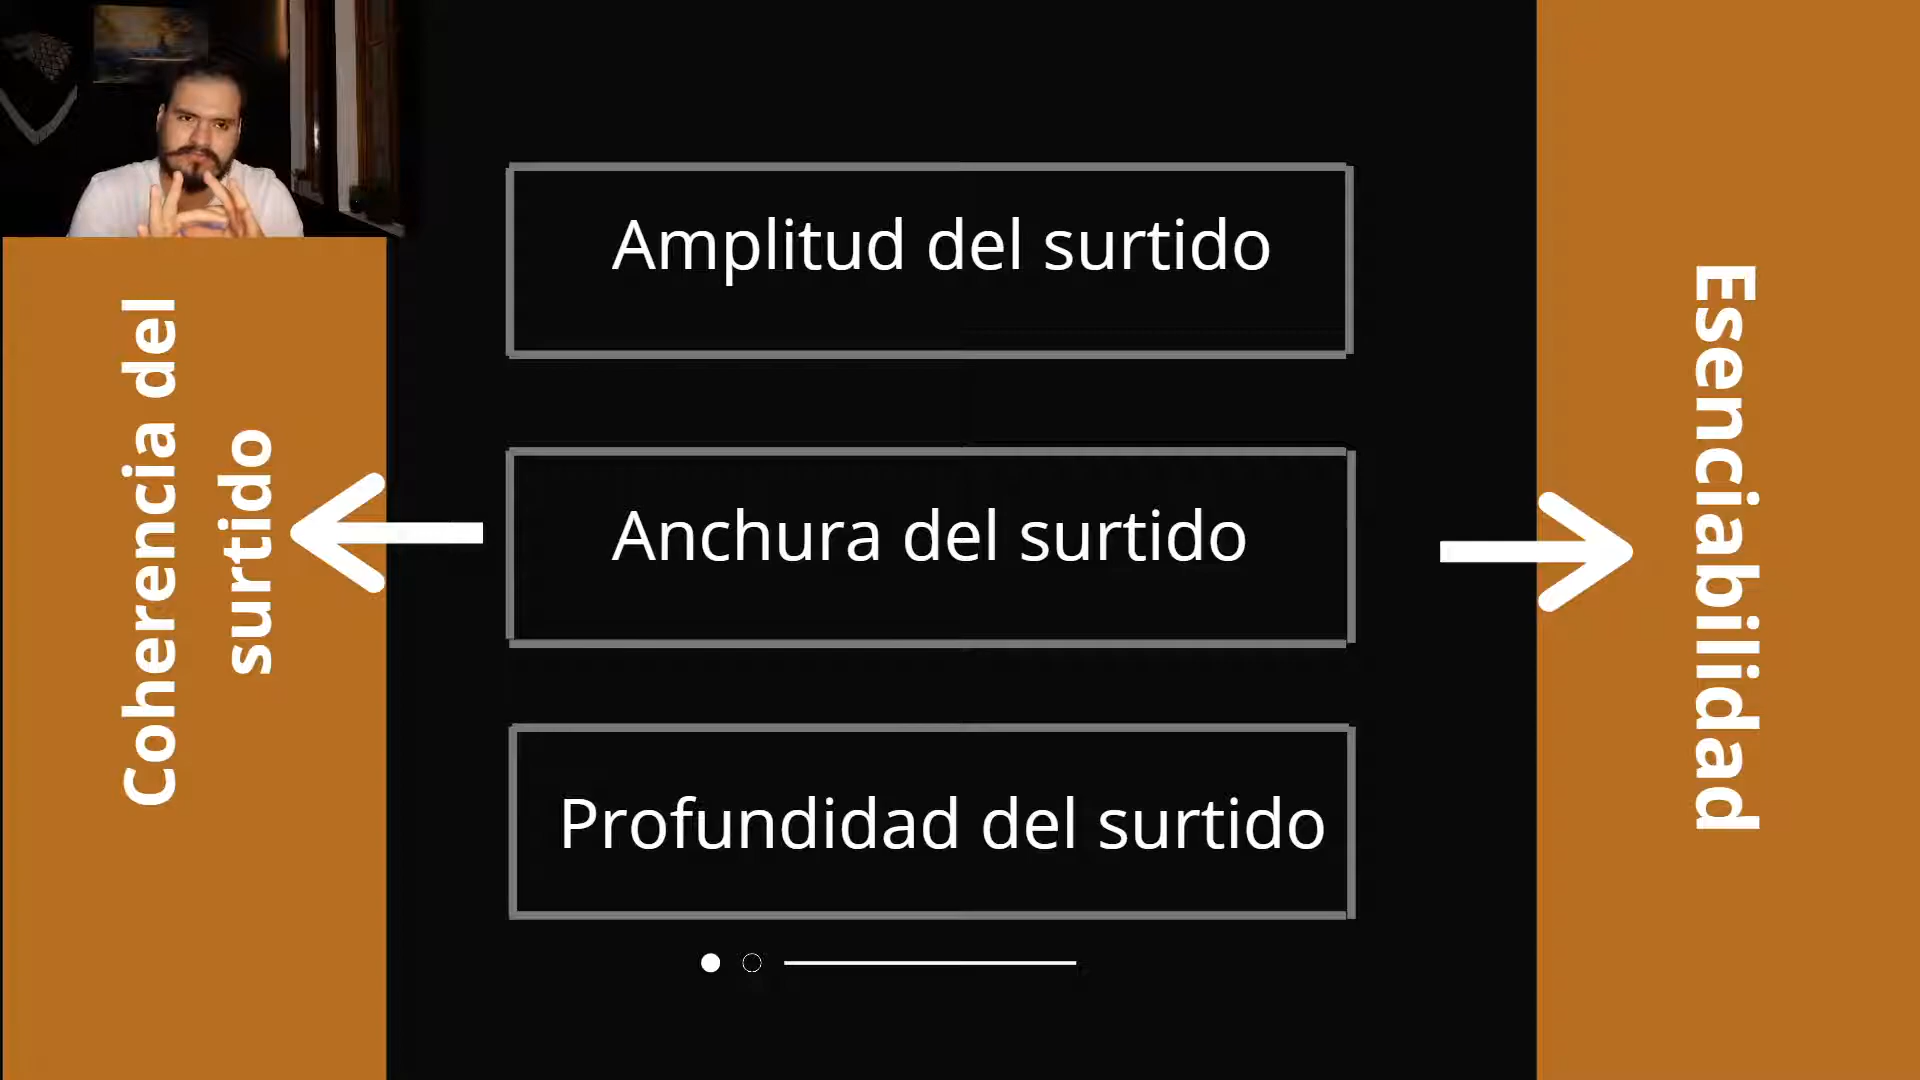 Coherencia del
surtido
Amplitud del surtido
Anchura del surtido
Profundidad del surtido
Esenciabilidad